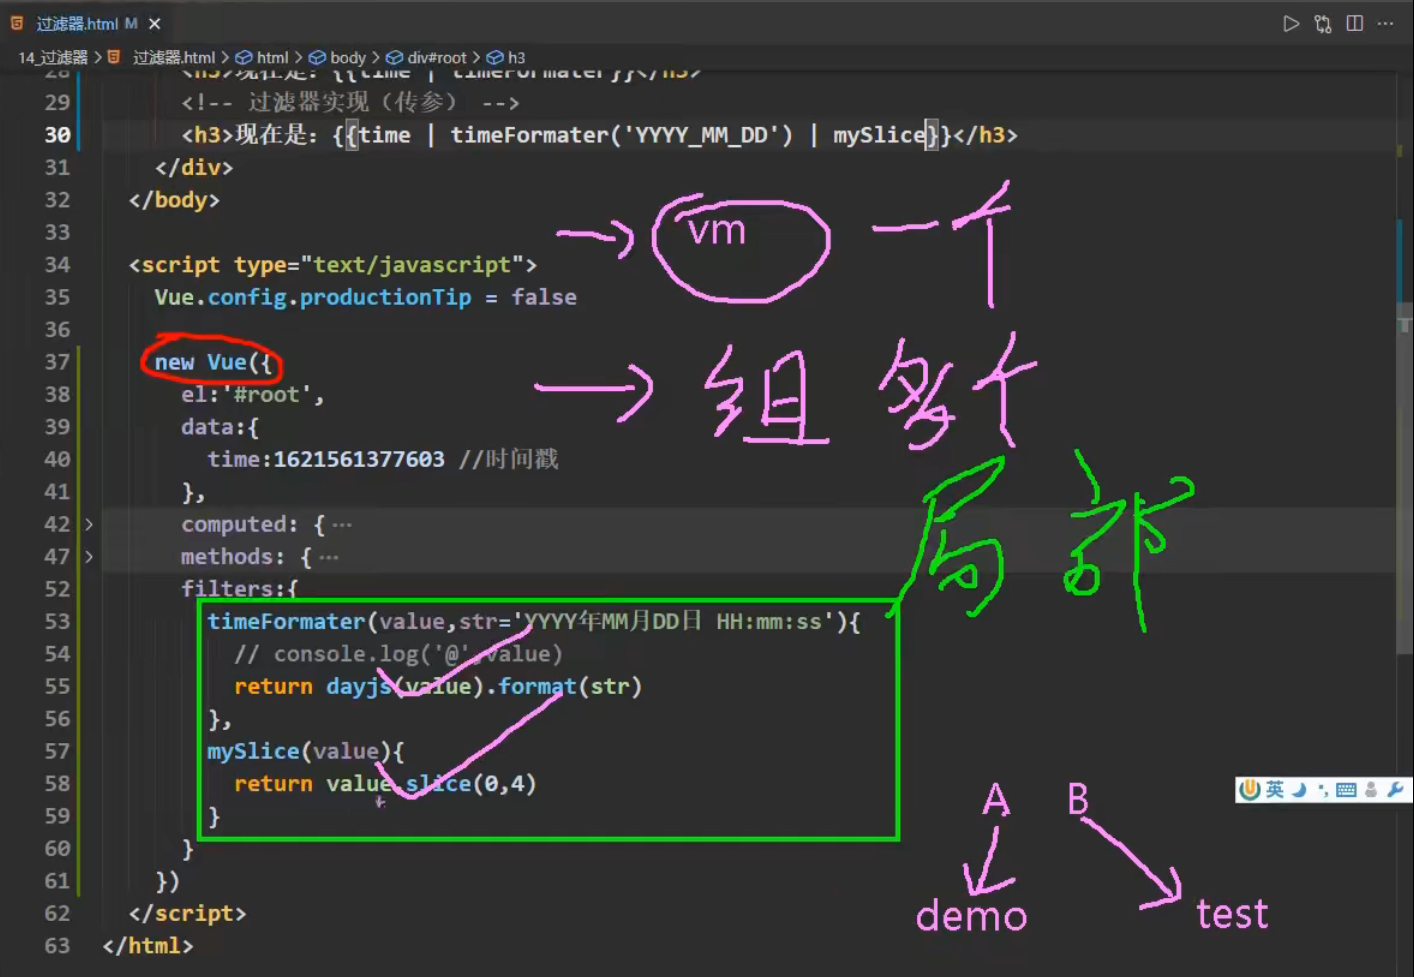 过滤器.html M
14_过滤器 > 过滤器.html > html > body > div#root > h3
28 <h3>现在是：{{time | timeFormater}}</h3>
29 <!-- 过滤器实现（传参） -->
30 <h3>现在是：{{time | timeFormater('YYYY_MM_DD') | mySlice}}</h3>
31 </div>
32 </body>
33
vm 一个
34 <script type="text/javascript">
35 Vue.config.productionTip = false
36
37 new Vue({
38 el:'#root',
组 多个
39 data:{
40 time:1621561377603 //时间戳
41 },
42 computed: { ···
47 methods: { ···
局部
52 filters:{
53 timeFormater(value,str='YYYY年MM月DD日 HH:mm:ss'){
54 // console.log('@',value)
55 return dayjs(value).format(str)
56 },
57 mySlice(value){
58 return value.slice(0,4)
英
A B
59 }
60 }
61 })
62 </script>
demo test
63 </html>